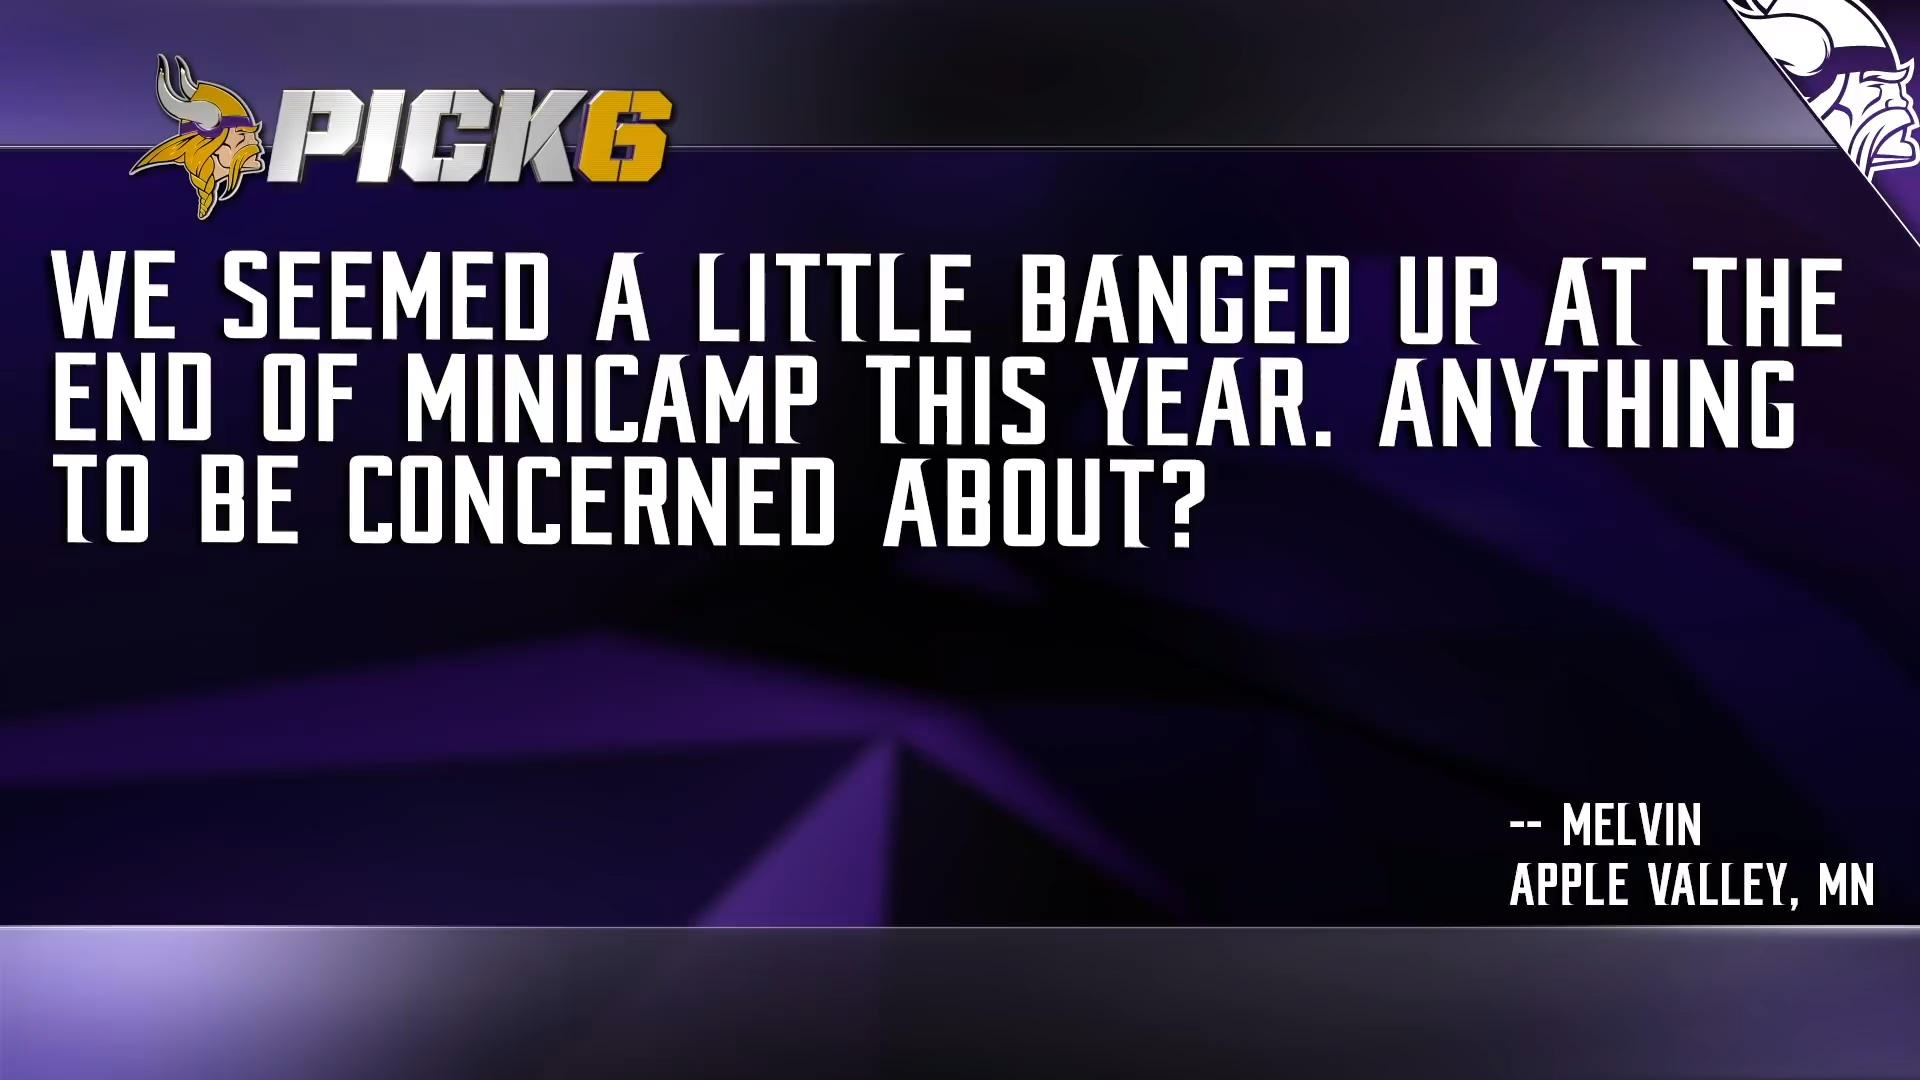 PICK6
WE SEEMED A LITTLE BANGED UP AT THE
END OF MINICAMP THIS YEAR. ANYTHING
TO BE CONCERNED ABOUT?
-- MELVIN
APPLE VALLEY, MN